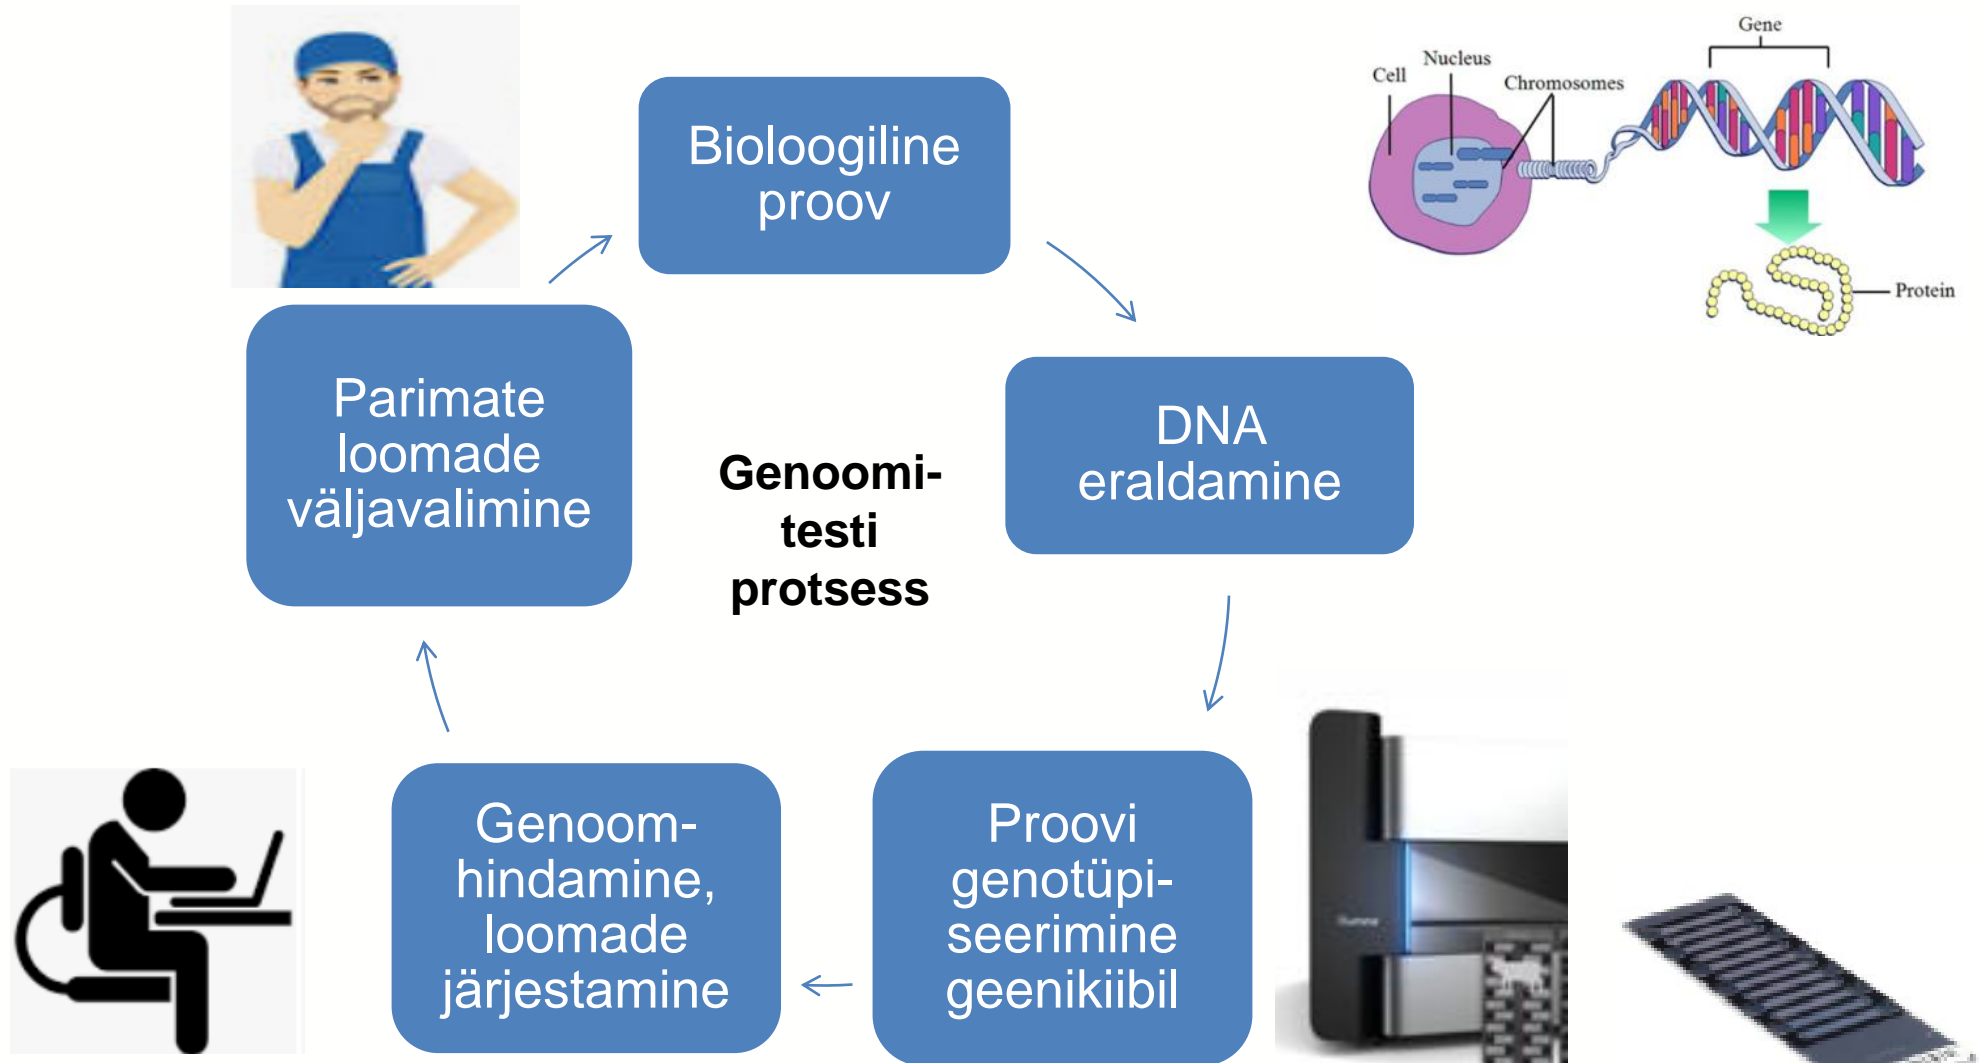 Gene
Nucleus
Cell
Chromosomes
Protein
Bioloogiline
proov
DNA
eraldamine
Proovi
genotüpi-
seerimine
geenikiibil
Genoom-
hindamine,
loomade
järjestamine
Parimate
loomade
väljavalimine
Genoomi-
testi
protsess
illumina